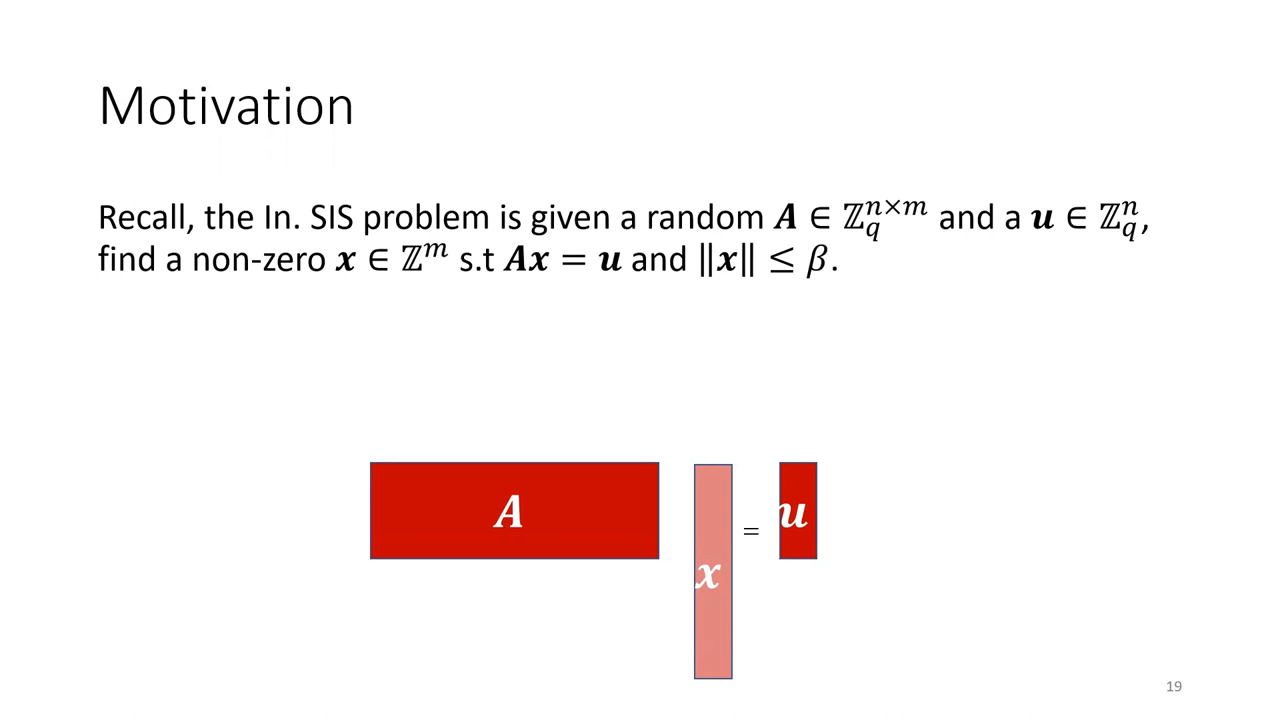 Motivation
Recall, the In. SIS problem is given a random 𝑨 ∈ ℤ_q^{n×m} and a 𝒖 ∈ ℤ_q^n,
find a non-zero 𝒙 ∈ ℤ^m s.t 𝑨𝒙 = 𝒖 and ‖𝒙‖ ≤ β.
𝑨
𝒙
=
𝒖
19